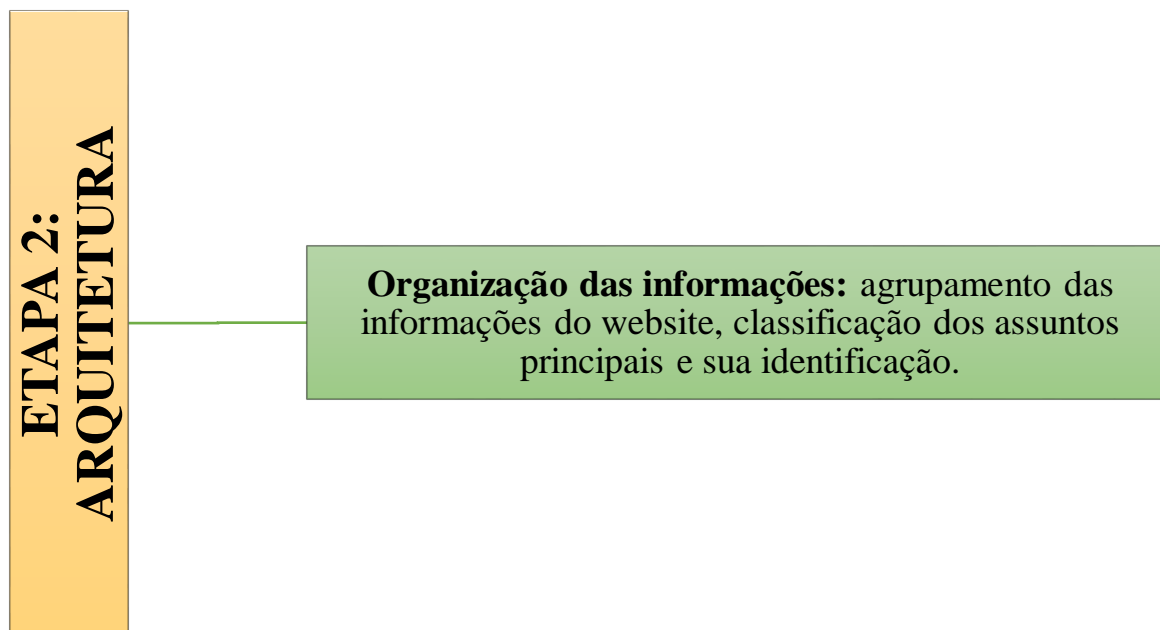 ETAPA 2:
ARQUITETURA
Organização das informações: agrupamento das
informações do website, classificação dos assuntos
principais e sua identificação.